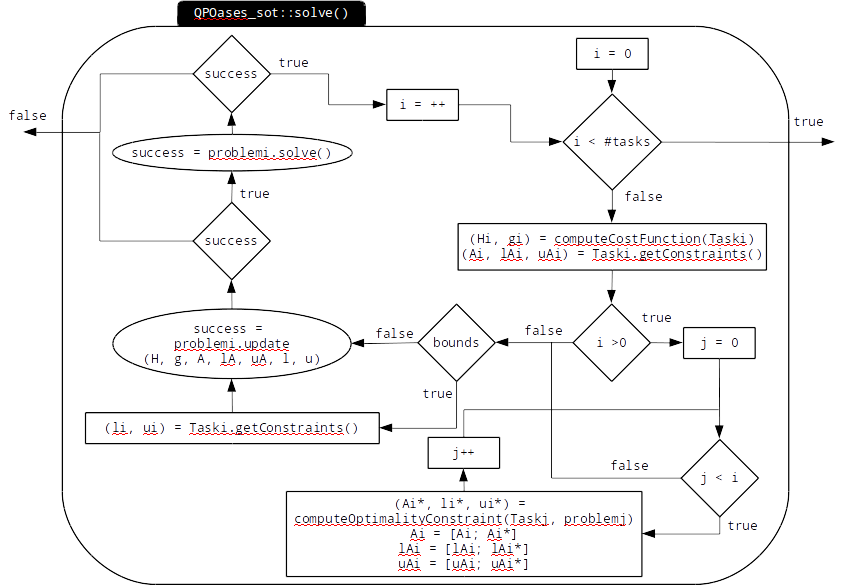 QPOases_sot::solve()
i = 0
success
true
i = ++
false
i < #tasks
true
success = problemi.solve()
true
false
success
(Hi, gi) = computeCostFunction(Taski)
(Ai, lAi, uAi) = Taski.getConstraints()
success =
problemi.update
(H, g, A, lA, uA, l, u)
false
bounds
false
i >0
true
j = 0
true
(li, ui) = Taski.getConstraints()
j++
false
j < i
true
(Ai*, li*, ui*) =
computeOptimalityConstraint(Taskj, problemj)
Ai = [Ai; Ai*]
lAi = [lAi; lAi*]
uAi = [uAi; uAi*]